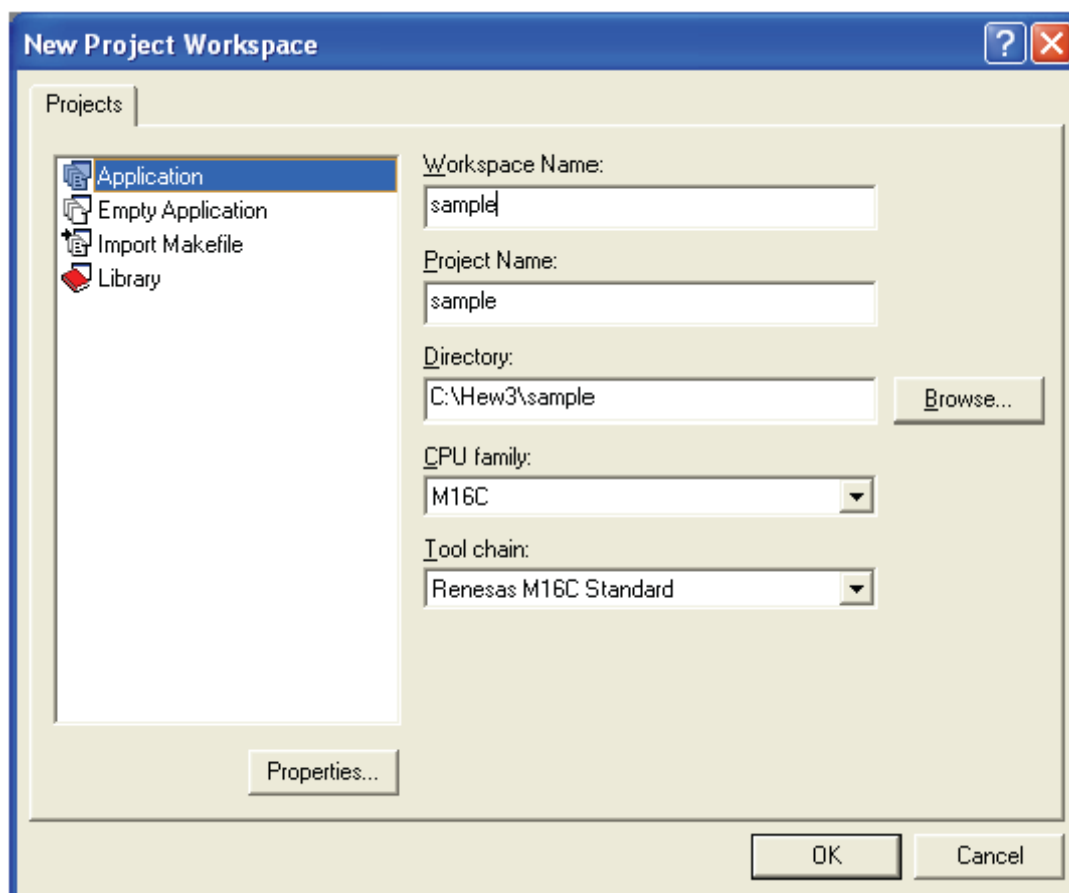 New Project Workspace
Projects
Application
Empty Application
Import Makefile
Library
Workspace Name:
sample
Project Name:
sample
Directory:
C:\Hew3\sample
Browse...
CPU family:
M16C
Tool chain:
Renesas M16C Standard
Properties...
OK Cancel